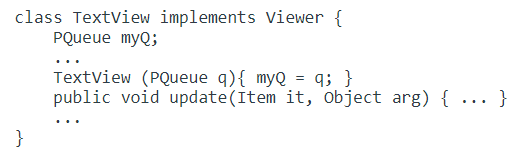 class TextView implements Viewer {
    PQueue myQ;
    ...
    TextView (PQueue q){ myQ = q; }
    public void update(Item it, Object arg) { ... }
    ...
}